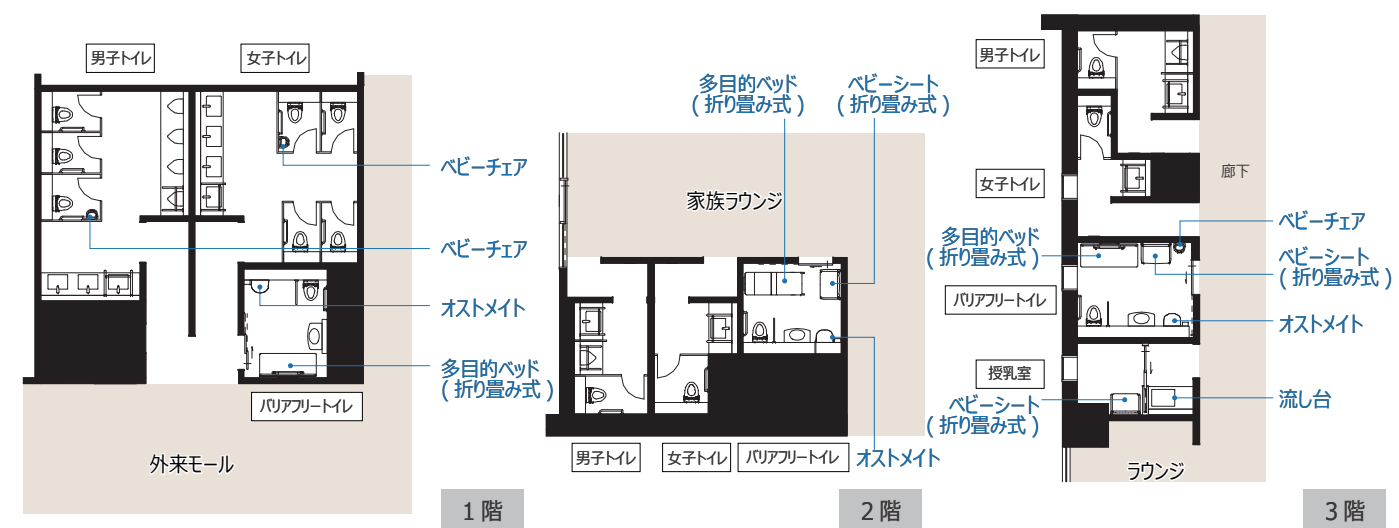 男子トイレ
女子トイレ
ベビーチェア
ベビーチェア
オストメイト
多目的ベッド
( 折り畳み式 )
バリアフリートイレ
外来モール
1 階
多目的ベッド
( 折り畳み式 )
ベビーシート
( 折り畳み式 )
家族ラウンジ
男子トイレ
女子トイレ
バリアフリートイレ
オストメイト
2 階
男子トイレ
女子トイレ
廊下
多目的ベッド
( 折り畳み式 )
バリアフリートイレ
ベビーチェア
ベビーシート
( 折り畳み式 )
オストメイト
授乳室
ベビーシート
( 折り畳み式 )
流し台
ラウンジ
3 階